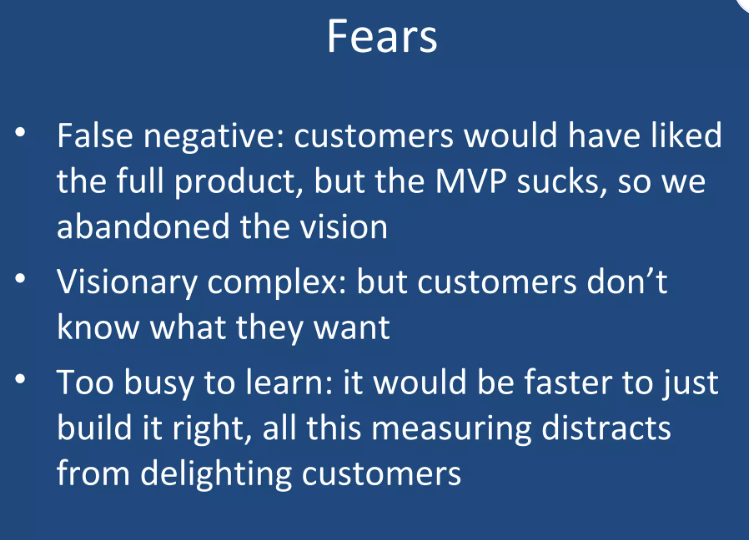 Fears
• False negative: customers would have liked
the full product, but the MVP sucks, so we
abandoned the vision
• Visionary complex: but customers don’t
know what they want
• Too busy to learn: it would be faster to just
build it right, all this measuring distracts
from delighting customers